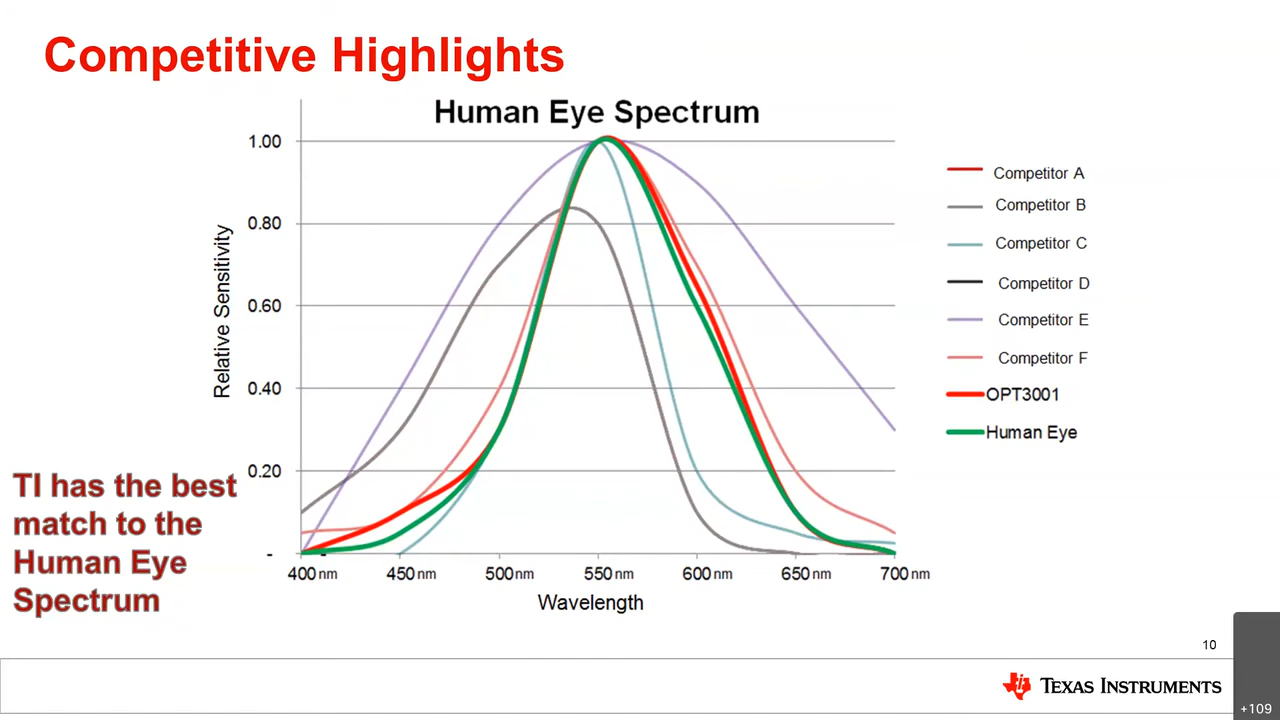 Competitive Highlights
Human Eye Spectrum
1.00
0.80
0.60
0.40
0.20
-
Relative Sensitivity
400 nm
450 nm
500 nm
550 nm
600 nm
650 nm
700 nm
Wavelength
Competitor A
Competitor B
Competitor C
Competitor D
Competitor E
Competitor F
OPT3001
Human Eye
TI has the best
match to the
Human Eye
Spectrum
10
TEXAS INSTRUMENTS
+109